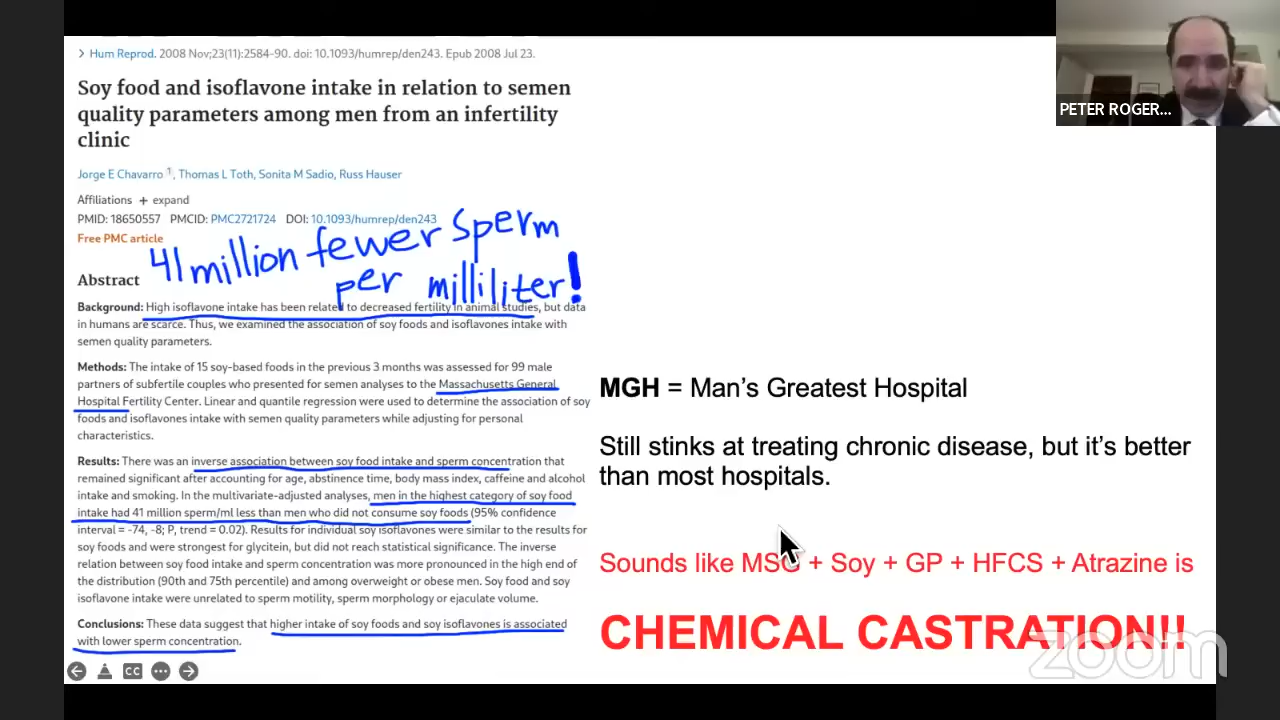 Hum Reprod. 2008 Nov;23(11):2584-90. doi: 10.1093/humrep/den243. Epub 2008 Jul 23.
Soy food and isoflavone intake in relation to semen
quality parameters among men from an infertility
clinic
Jorge E Chavarro 1, Thomas L Toth, Sonita M Sadio, Russ Hauser
Affiliations + expand
PMID: 18650557 PMCID: PMC2721724 DOI: 10.1093/humrep/den243
Free PMC article
41 million fewer sperm
per milliliter!
Abstract
Background: High isoflavone intake has been related to decreased fertility in animal studies, but data
in humans are scarce. Thus, we examined the association of soy foods and isoflavones intake with
semen quality parameters.
Methods: The intake of 15 soy-based foods in the previous 3 months was assessed for 99 male
partners of subfertile couples who presented for semen analyses to the Massachusetts General
Hospital Fertility Center. Linear and quantile regression were used to determine the association of soy
foods and isoflavones intake with semen quality parameters while adjusting for personal
characteristics.
Results: There was an inverse association between soy food intake and sperm concentration that
remained significant after accounting for age, abstinence time, body mass index, caffeine and alcohol
intake and smoking. In the multivariate-adjusted analyses, men in the highest category of soy food
intake had 41 million sperm/ml less than men who did not consume soy foods (95% confidence
interval = -74, -8; P, trend = 0.02). Results for individual soy isoflavones were similar to the results for
soy foods and were strongest for glycitein, but did not reach statistical significance. The inverse
relation between soy food intake and sperm concentration was more pronounced in the high end of
the distribution (90th and 75th percentile) and among overweight or obese men. Soy food and soy
isoflavone intake were unrelated to sperm motility, sperm morphology or ejaculate volume.
Conclusions: These data suggest that higher intake of soy foods and soy isoflavones is associated
with lower sperm concentration.
CC
MGH = Man's Greatest Hospital
Still stinks at treating chronic disease, but it's better
than most hospitals.
Sounds like MSG + Soy + GP + HFCS + Atrazine is
CHEMICAL CASTRATION!!
PETER ROGER...
zoom